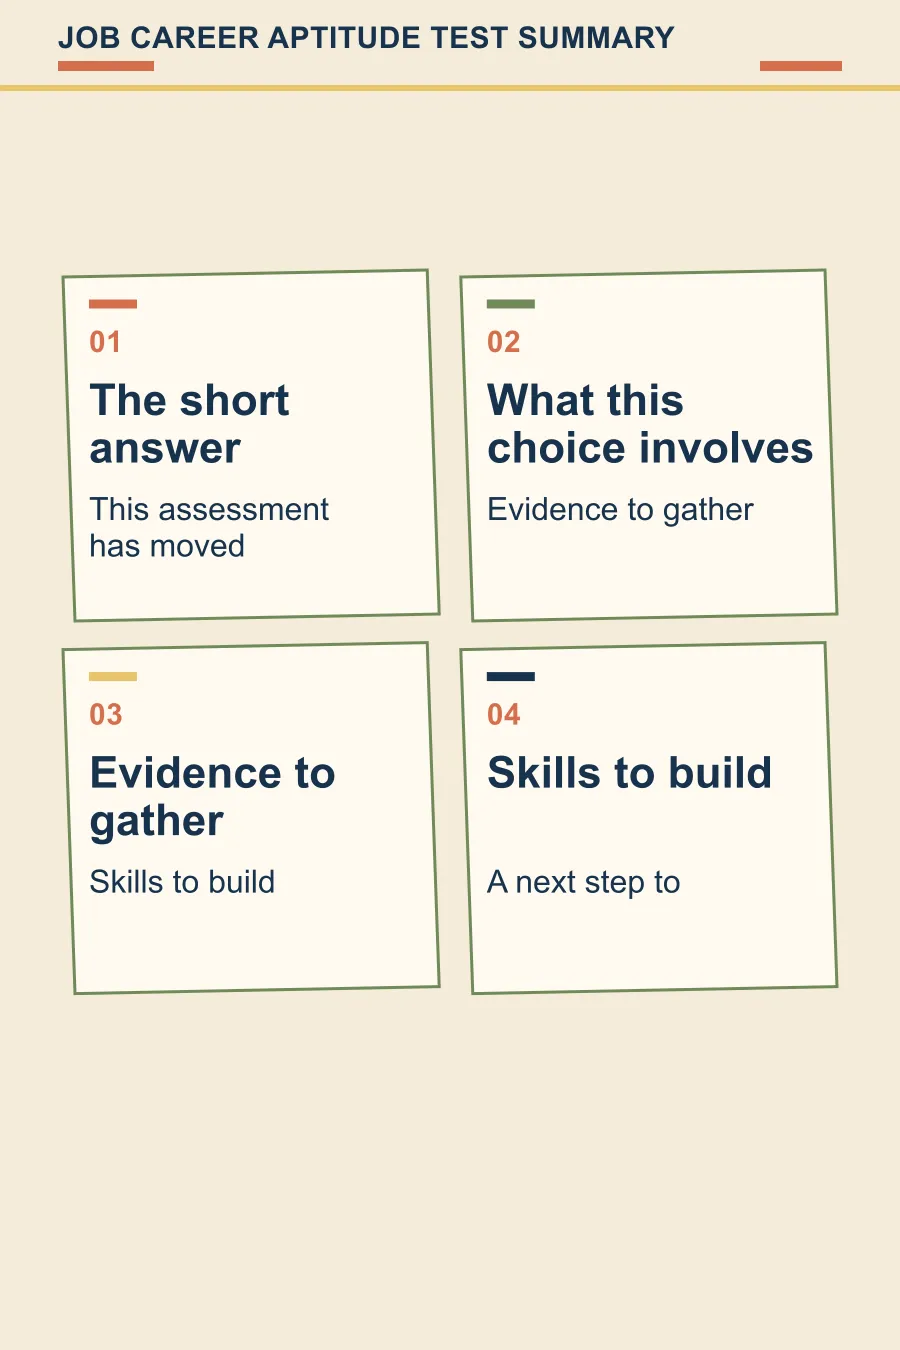 JOB CAREER APTITUDE TEST SUMMARY
01
The short
answer
This assessment
has moved
02
What this
choice involves
Evidence to gather
03
Evidence to
gather
Skills to build
04
Skills to build
A next step to